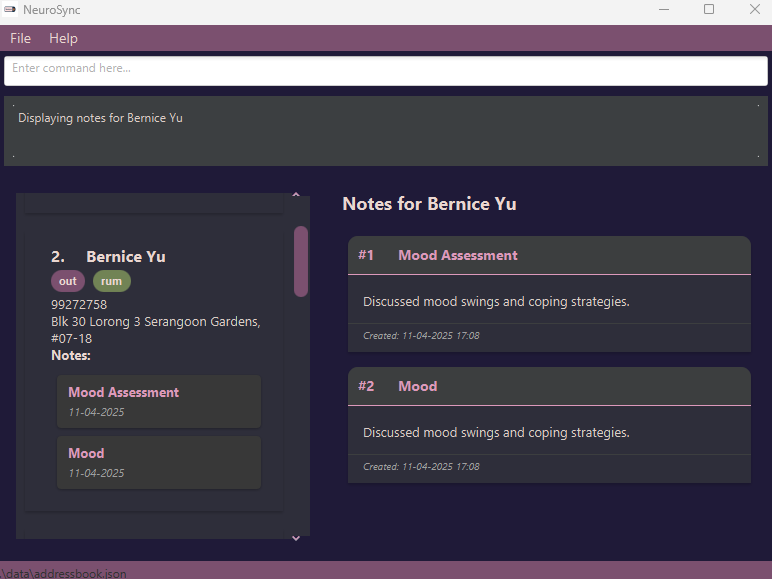 NeuroSync
File Help
Enter command here...
Displaying notes for Bernice Yu
2. Bernice Yu
out rum
99272758
Blk 30 Lorong 3 Serangoon Gardens,
#07-18
Notes:
Mood Assessment
11-04-2025
Mood
11-04-2025
Notes for Bernice Yu
#1 Mood Assessment
Discussed mood swings and coping strategies.
Created: 11-04-2025 17:08
#2 Mood
Discussed mood swings and coping strategies.
Created: 11-04-2025 17:08
.\data\addressbook.json